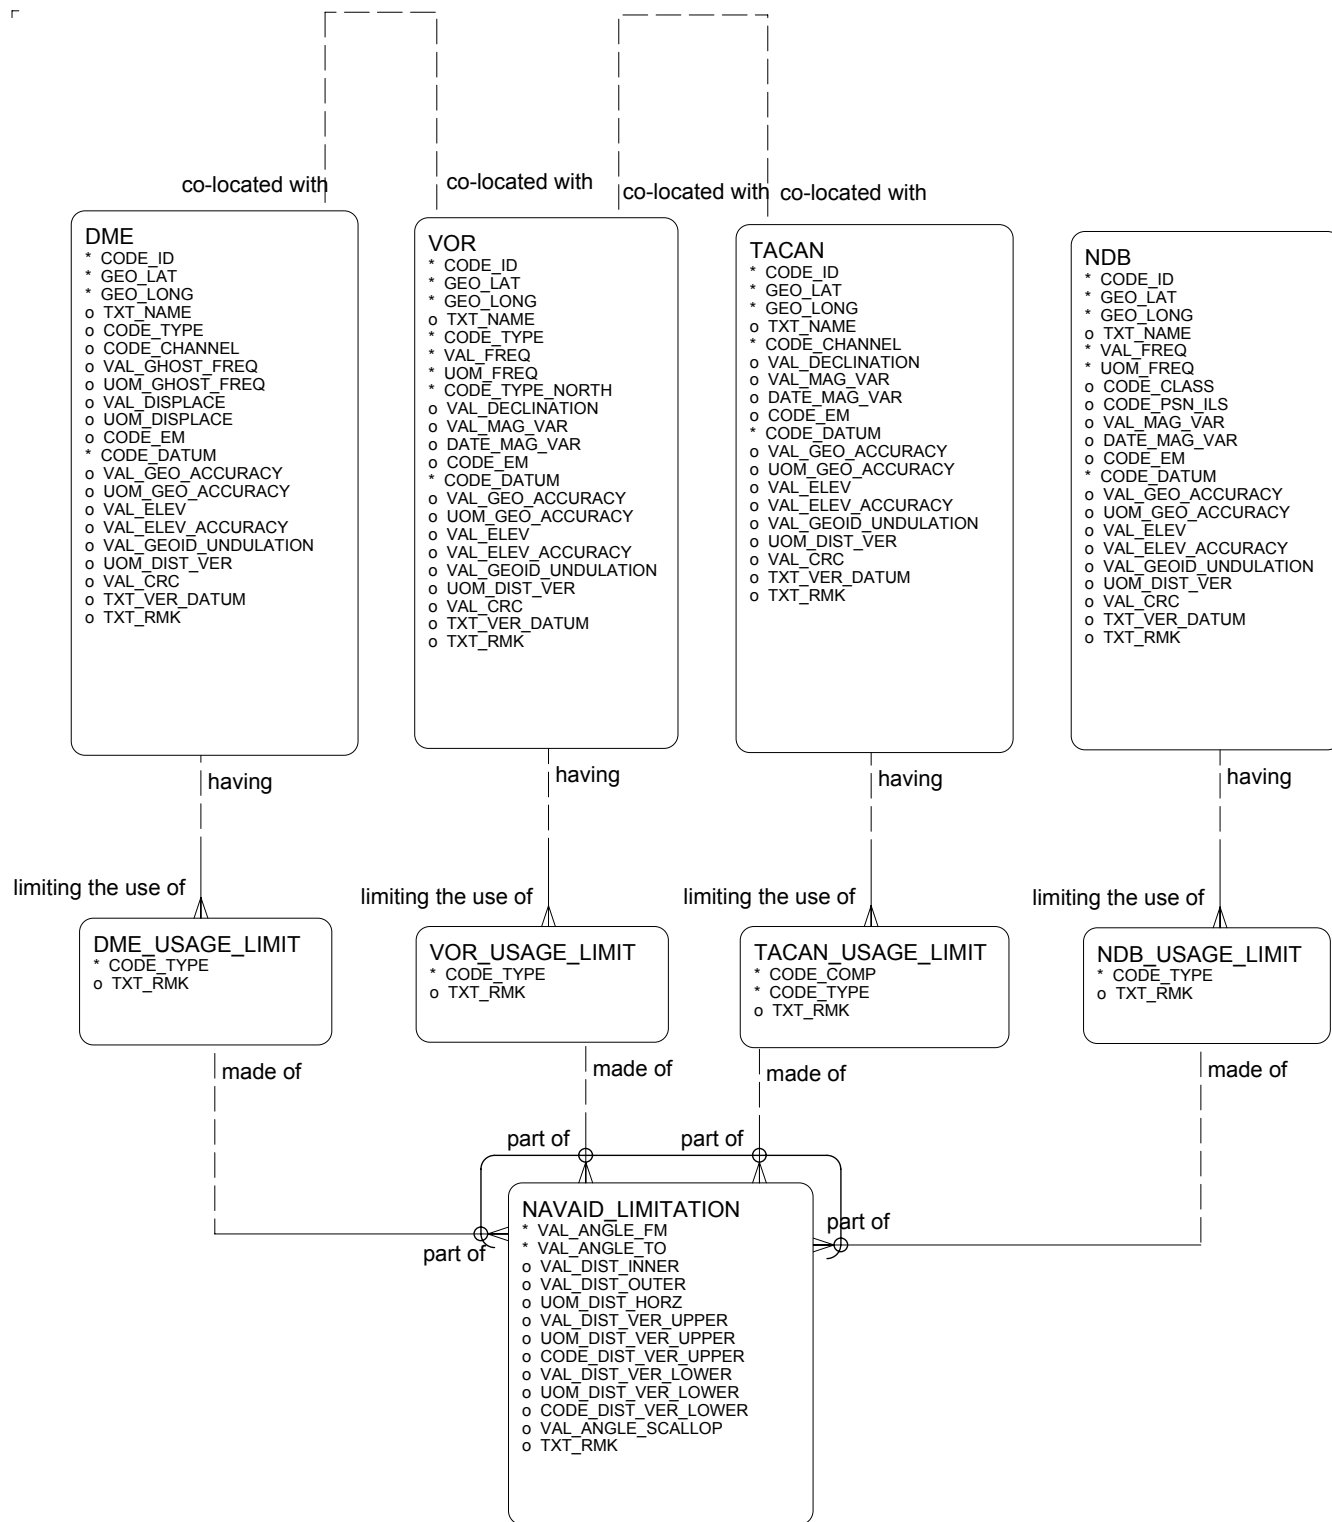 co-located with
co-located with
co-located with
co-located with
DME
* CODE_ID
* GEO_LAT
* GEO_LONG
o TXT_NAME
o CODE_TYPE
o CODE_CHANNEL
o VAL_GHOST_FREQ
o UOM_GHOST_FREQ
o VAL_DISPLACE
o UOM_DISPLACE
o CODE_EM
* CODE_DATUM
o VAL_GEO_ACCURACY
o UOM_GEO_ACCURACY
o VAL_ELEV
o VAL_ELEV_ACCURACY
o VAL_GEOID_UNDULATION
o UOM_DIST_VER
o VAL_CRC
o TXT_VER_DATUM
o TXT_RMK
VOR
* CODE_ID
* GEO_LAT
* GEO_LONG
o TXT_NAME
* CODE_TYPE
* VAL_FREQ
* UOM_FREQ
* CODE_TYPE_NORTH
o VAL_DECLINATION
o VAL_MAG_VAR
o DATE_MAG_VAR
o CODE_EM
* CODE_DATUM
o VAL_GEO_ACCURACY
o UOM_GEO_ACCURACY
o VAL_ELEV
o VAL_ELEV_ACCURACY
o VAL_GEOID_UNDULATION
o UOM_DIST_VER
o VAL_CRC
o TXT_VER_DATUM
o TXT_RMK
TACAN
* CODE_ID
* GEO_LAT
* GEO_LONG
o TXT_NAME
* CODE_CHANNEL
o VAL_DECLINATION
o VAL_MAG_VAR
o DATE_MAG_VAR
o CODE_EM
* CODE_DATUM
o VAL_GEO_ACCURACY
o UOM_GEO_ACCURACY
o VAL_ELEV
o VAL_ELEV_ACCURACY
o VAL_GEOID_UNDULATION
o UOM_DIST_VER
o VAL_CRC
o TXT_VER_DATUM
o TXT_RMK
NDB
* CODE_ID
* GEO_LAT
* GEO_LONG
o TXT_NAME
* VAL_FREQ
* UOM_FREQ
o CODE_CLASS
o CODE_PSN_ILS
o VAL_MAG_VAR
o DATE_MAG_VAR
o CODE_EM
* CODE_DATUM
o VAL_GEO_ACCURACY
o UOM_GEO_ACCURACY
o VAL_ELEV
o VAL_ELEV_ACCURACY
o VAL_GEOID_UNDULATION
o UOM_DIST_VER
o VAL_CRC
o TXT_VER_DATUM
o TXT_RMK
having
having
having
having
limiting the use of
limiting the use of
limiting the use of
limiting the use of
DME_USAGE_LIMIT
* CODE_TYPE
o TXT_RMK
VOR_USAGE_LIMIT
* CODE_TYPE
o TXT_RMK
TACAN_USAGE_LIMIT
* CODE_COMP
* CODE_TYPE
o TXT_RMK
NDB_USAGE_LIMIT
* CODE_TYPE
o TXT_RMK
made of
made of
made of
made of
part of
part of
part of
part of
NAVAID_LIMITATION
* VAL_ANGLE_FM
* VAL_ANGLE_TO
o VAL_DIST_INNER
o VAL_DIST_OUTER
o UOM_DIST_HORZ
o VAL_DIST_VER_UPPER
o UOM_DIST_VER_UPPER
o CODE_DIST_VER_UPPER
o VAL_DIST_VER_LOWER
o UOM_DIST_VER_LOWER
o CODE_DIST_VER_LOWER
o VAL_ANGLE_SCALLOP
o TXT_RMK